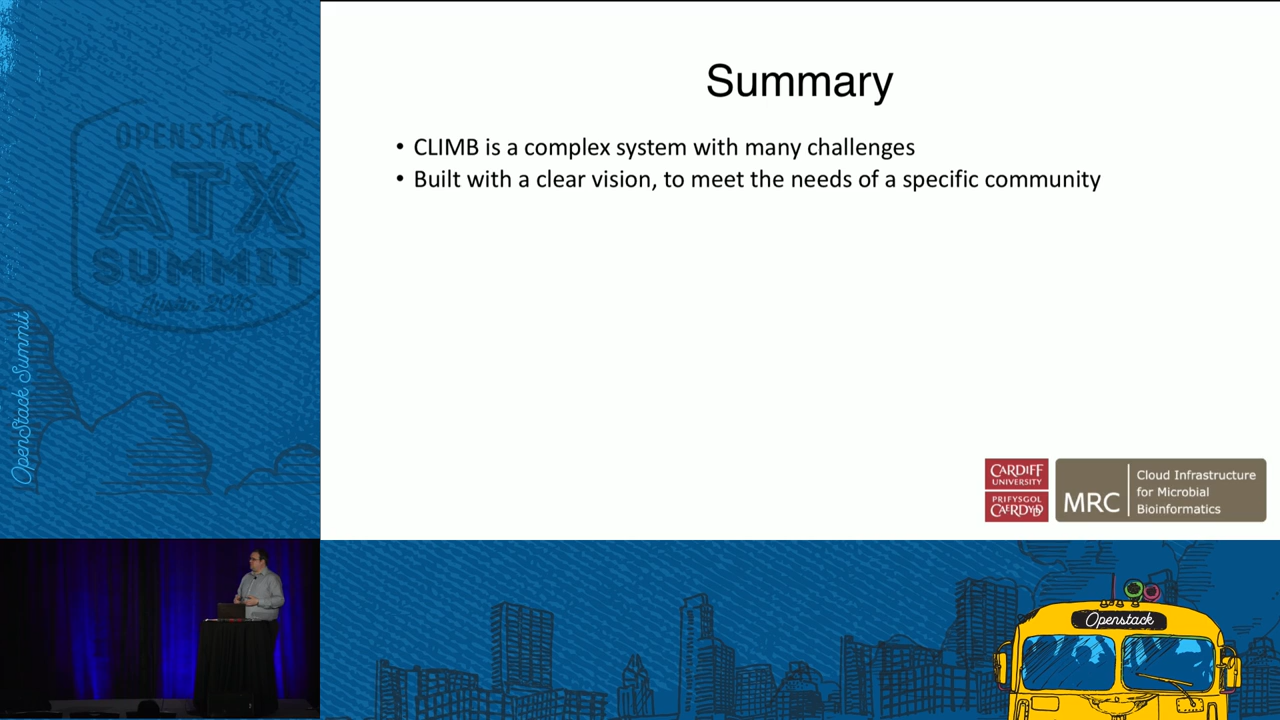 OPENSTACK
ATX
SUMMIT
Austin 2016
OpenStack Summit
Summary
• CLIMB is a complex system with many challenges
• Built with a clear vision, to meet the needs of a specific community
CARDIFF
UNIVERSITY
PRIFYSGOL
CAERDYDD
MRC
Cloud Infrastructure
for Microbial
Bioinformatics
Openstack